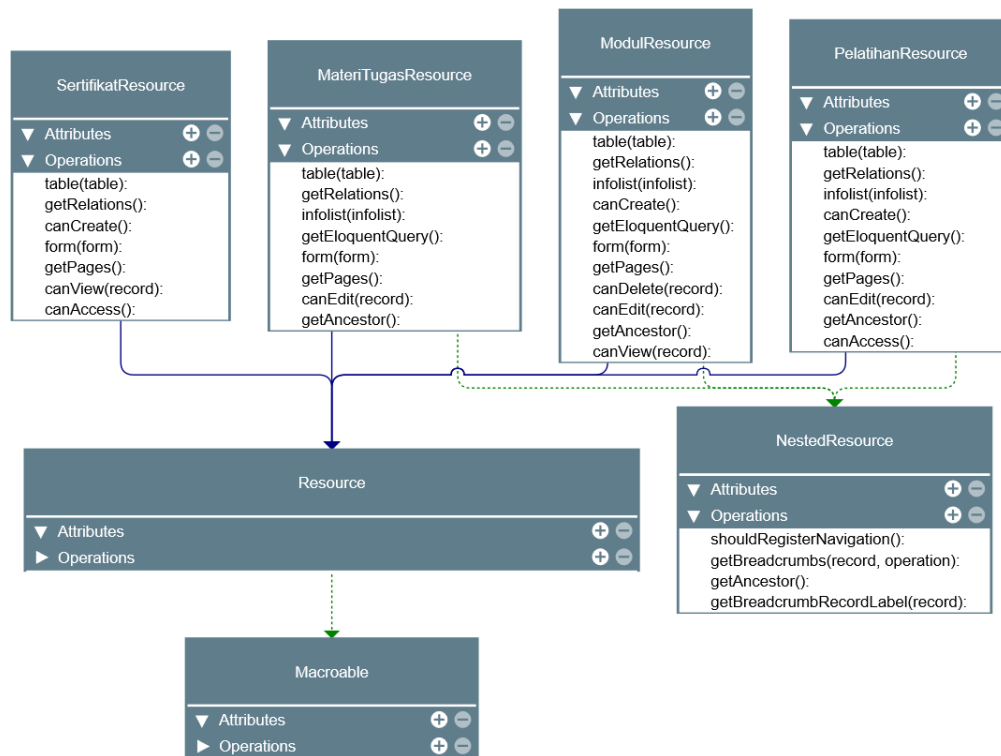 SertifikatResource
Attributes
Operations
table(table):
getRelations():
canCreate():
form(form):
getPages():
canView(record):
canAccess():
MateriTugasResource
Attributes
Operations
table(table):
getRelations():
infolist(infolist):
getEloquentQuery():
form(form):
getPages():
canEdit(record):
getAncestor():
ModulResource
Attributes
Operations
table(table):
getRelations():
infolist(infolist):
canCreate():
getEloquentQuery():
form(form):
getPages():
canDelete(record):
canEdit(record):
getAncestor():
canView(record):
PelatihanResource
Attributes
Operations
table(table):
getRelations():
infolist(infolist):
canCreate():
getEloquentQuery():
form(form):
getPages():
canEdit(record):
getAncestor():
canAccess():
Resource
Attributes
Operations
NestedResource
Attributes
Operations
shouldRegisterNavigation():
getBreadcrumbs(record, operation):
getAncestor():
getBreadcrumbRecordLabel(record):
Macroable
Attributes
Operations